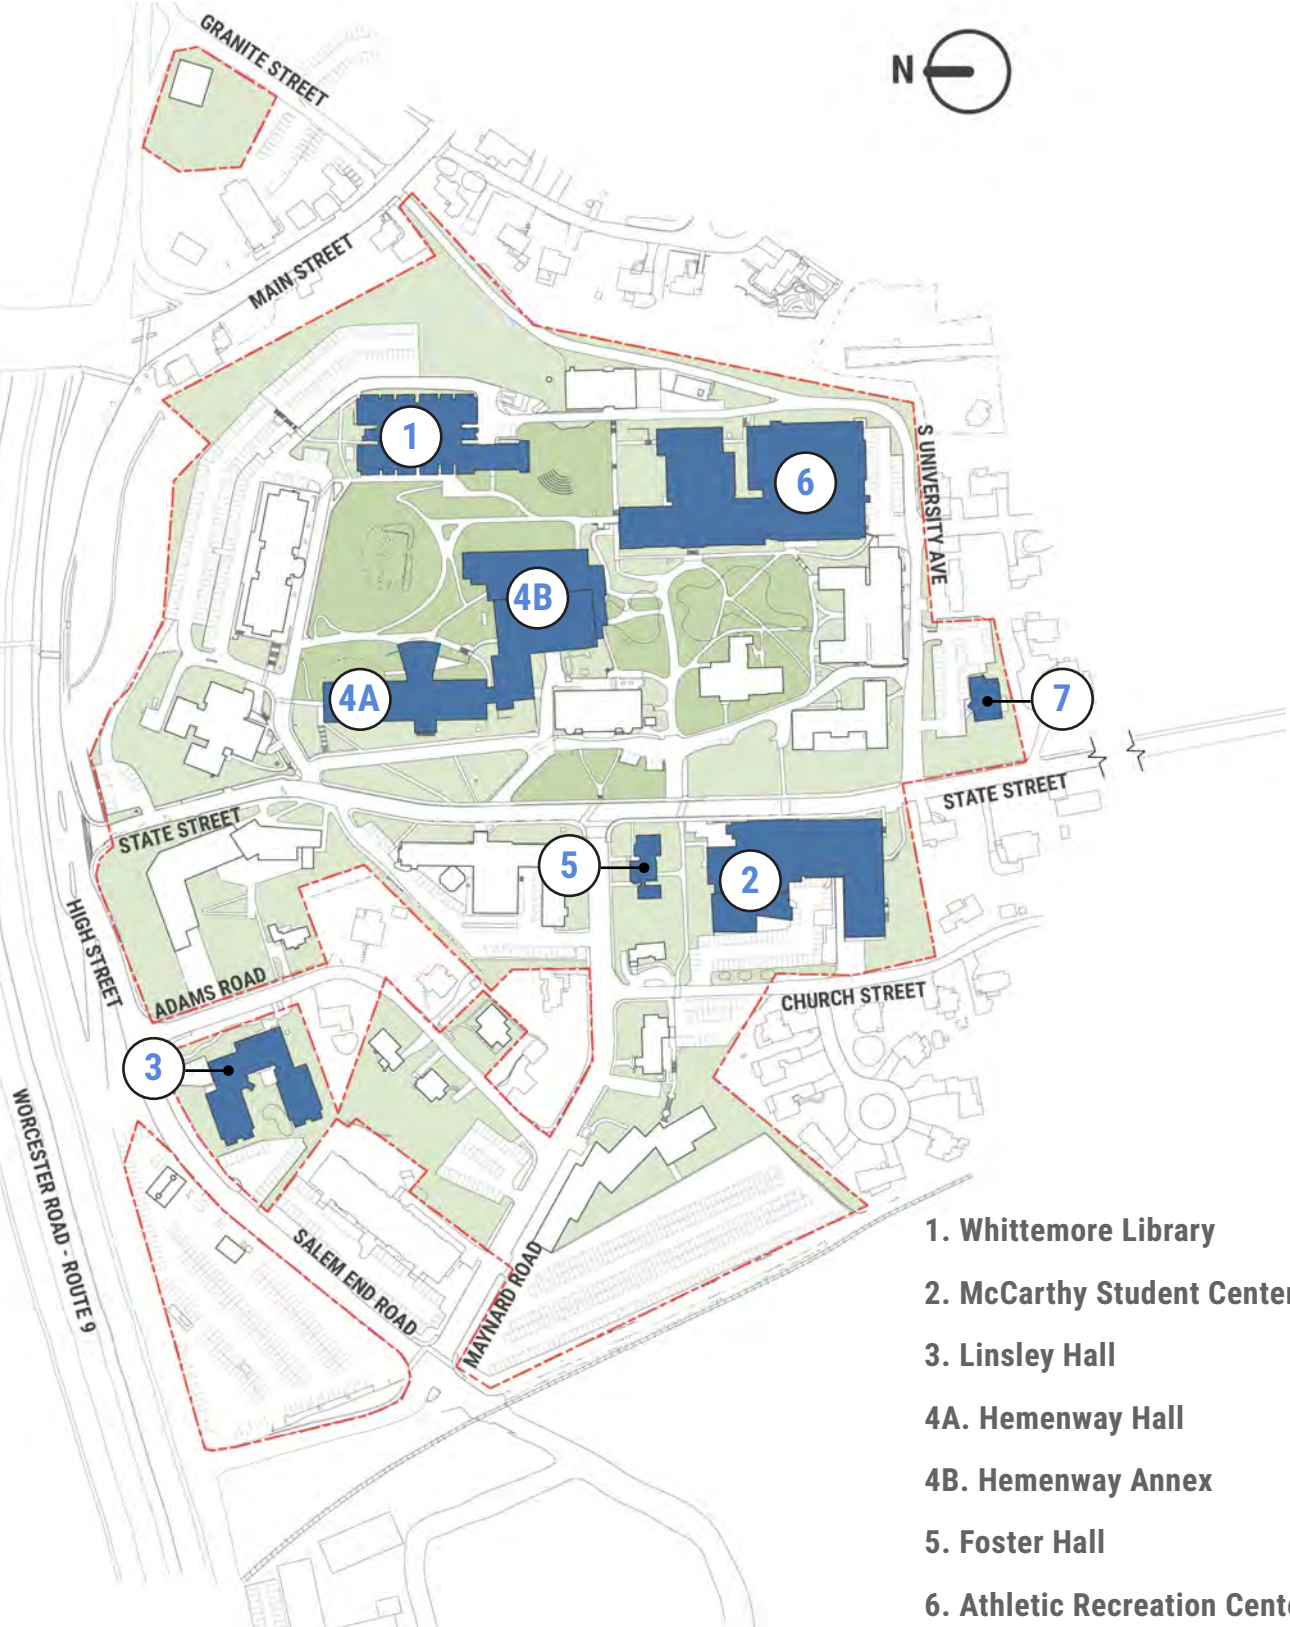 GRANITE STREET
N
MAIN STREET
1
6
S UNIVERSITY AVE
4B
4A
7
STATE STREET
STATE STREET
5
2
HIGH STREET
ADAMS ROAD
CHURCH STREET
3
WORCESTER ROAD - ROUTE 9
SALEM END ROAD
MAYNARD ROAD
1. Whittemore Library
2. McCarthy Student Center
3. Linsley Hall
4A. Hemenway Hall
4B. Hemenway Annex
5. Foster Hall
6. Athletic Recreation Cente